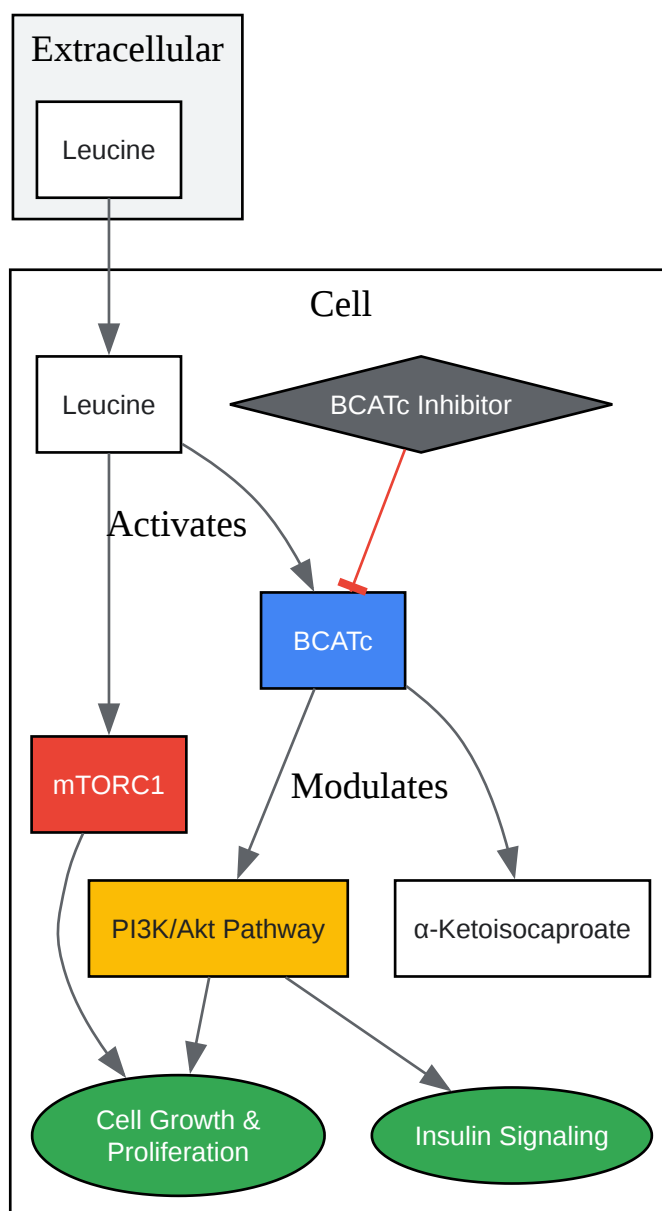 Extracellular
Leucine
Cell
Leucine
BCATc Inhibitor
Activates
BCATc
mTORC1
Modulates
PI3K/Akt Pathway
α-Ketoisocaproate
Cell Growth &
Proliferation
Insulin Signaling